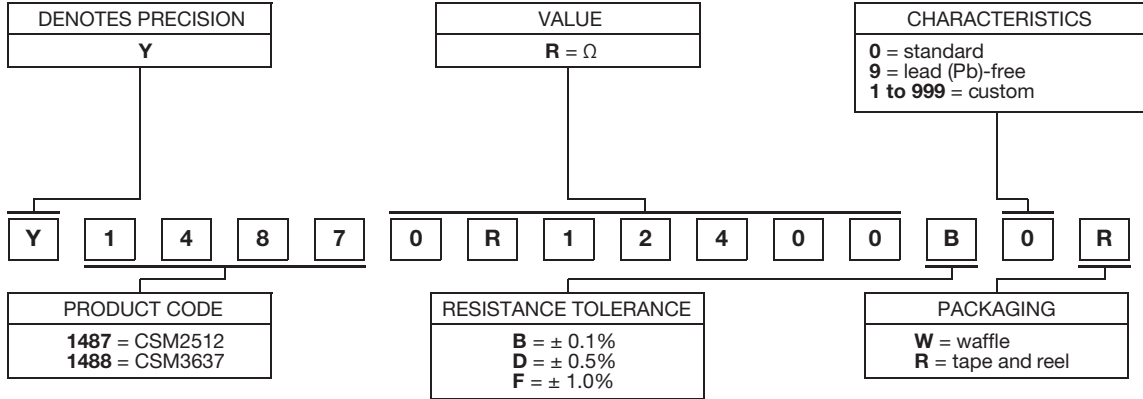 DENOTES PRECISION
Y
VALUE
R = Ω
CHARACTERISTICS
0 = standard
9 = lead (Pb)-free
1 to 999 = custom
Y 1 4 8 7 0 R 1 2 4 0 0 B 0 R
PRODUCT CODE
1487 = CSM2512
1488 = CSM3637
RESISTANCE TOLERANCE
B = ± 0.1%
D = ± 0.5%
F = ± 1.0%
PACKAGING
W = waffle
R = tape and reel